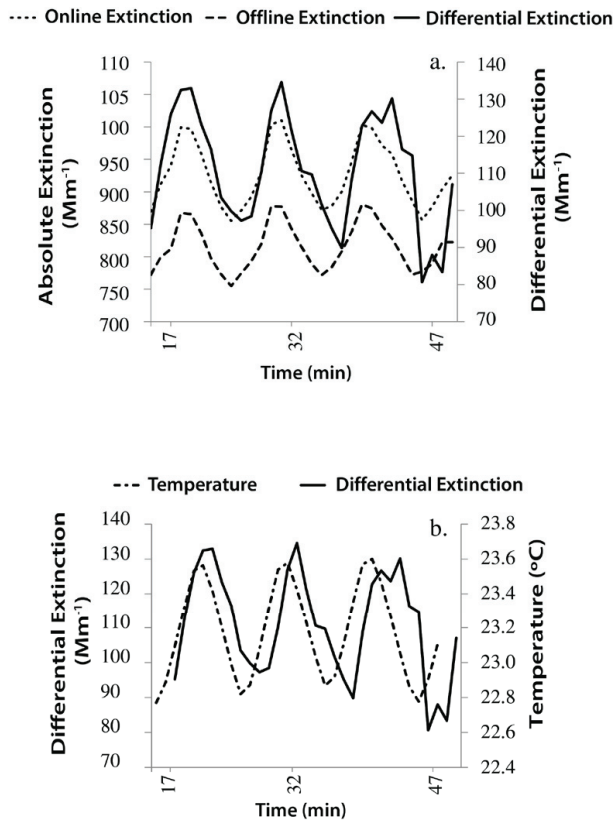 Online Extinction Offline Extinction Differential Extinction
a.
110
105
100
950
900
850
800
750
700
Absolute Extinction
(Mm-1)
140
130
120
110
100
90
80
70
Differential Extinction
(Mm-1)
17 32 47
Time (min)
Temperature Differential Extinction
b.
140
130
120
110
100
90
80
70
Differential Extinction
(Mm-1)
23.8
23.6
23.4
23.2
23.0
22.8
22.6
22.4
Temperature (°C)
17 32 47
Time (min)